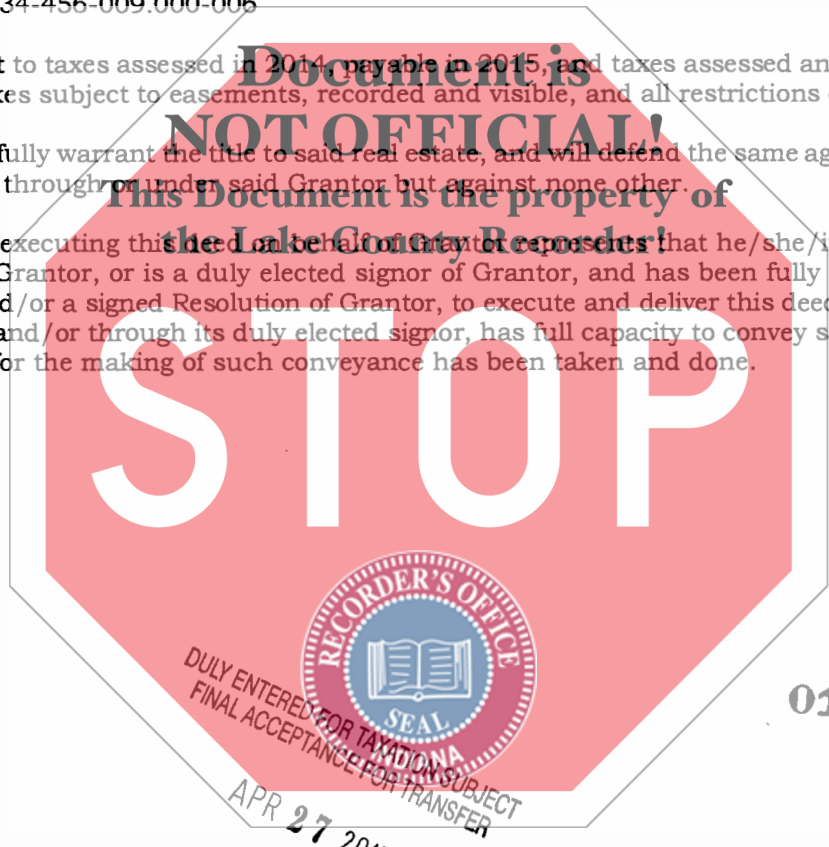 34-456-009.000-006
Document is
t to taxes assessed in 2014, payable in 2015, and taxes assessed an
es subject to easements, recorded and visible, and all restrictions
NOT OFFICIAL!
fully warrant the title to said real estate, and will defend the same ag
through or under said Grantor but against none other.
This Document is the property of
the Lake County Recorder!
executing this deed on behalf of Grantor represents that he/she/i
Grantor, or is a duly elected signor of Grantor, and has been fully
d/or a signed Resolution of Grantor, to execute and deliver this deed
and/or through its duly elected signor, has full capacity to convey s
for the making of such conveyance has been taken and done.
STOP
RECORDER'S OFFICE
SEAL
INDIANA
DULY ENTERED FOR TAXATION SUBJECT
FINAL ACCEPTANCE FOR TRANSFER
APR 27